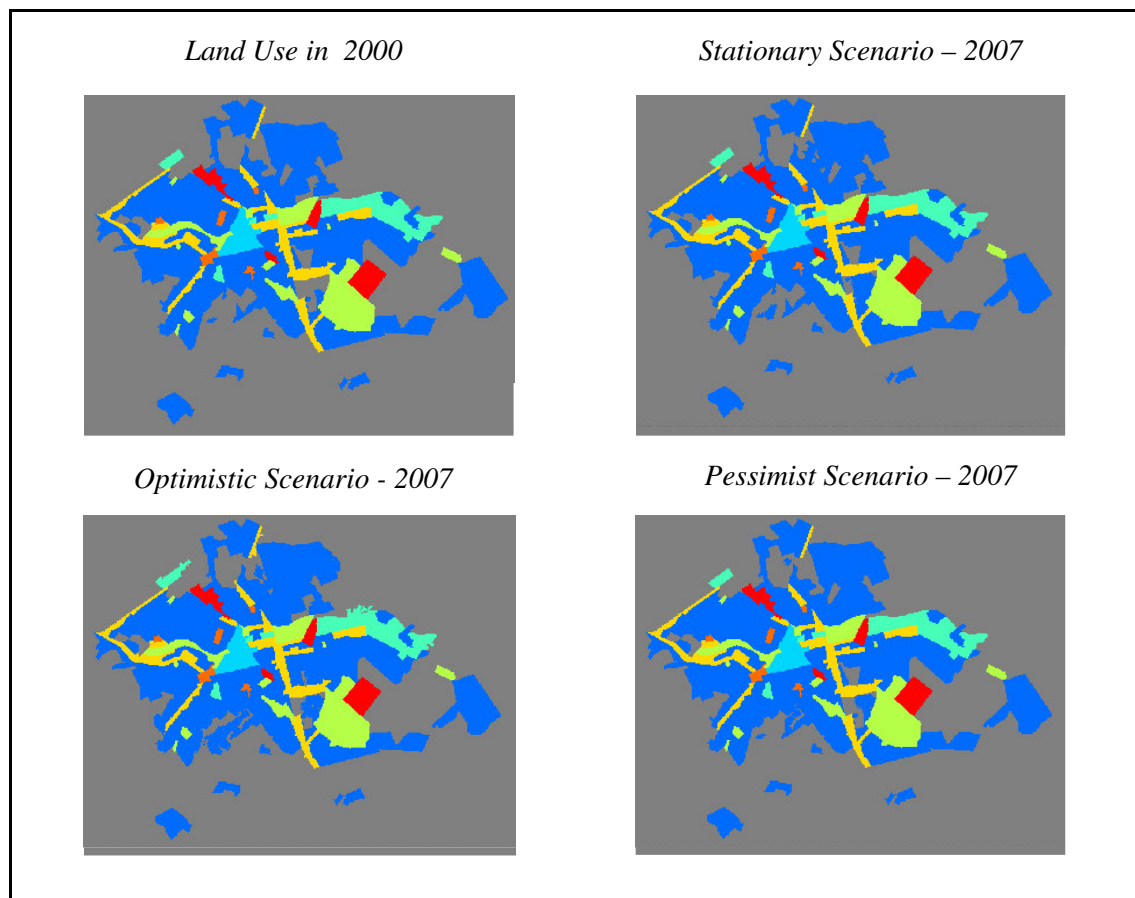 Land Use in 2000
Stationary Scenario – 2007
Optimistic Scenario - 2007
Pessimist Scenario – 2007